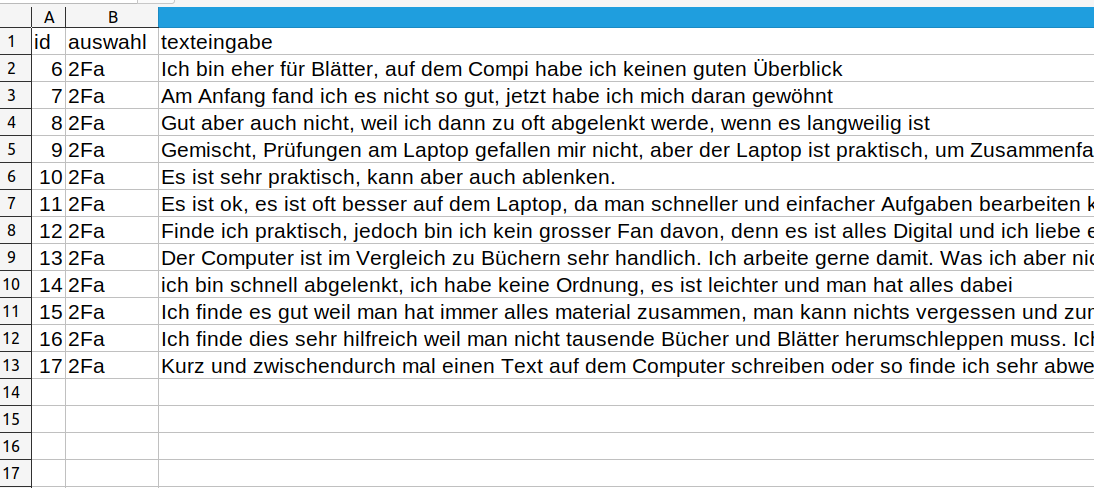 A B
1 id auswahl texteingabe
2 6 2Fa Ich bin eher für Blätter, auf dem Compi habe ich keinen guten Überblick
3 7 2Fa Am Anfang fand ich es nicht so gut, jetzt habe ich mich daran gewöhnt
4 8 2Fa Gut aber auch nicht, weil ich dann zu oft abgelenkt werde, wenn es langweilig ist
5 9 2Fa Gemischt, Prüfungen am Laptop gefallen mir nicht, aber der Laptop ist praktisch, um Zusammenfa
6 10 2Fa Es ist sehr praktisch, kann aber auch ablenken.
7 11 2Fa Es ist ok, es ist oft besser auf dem Laptop, da man schneller und einfacher Aufgaben bearbeiten k
8 12 2Fa Finde ich praktisch, jedoch bin ich kein grosser Fan davon, denn es ist alles Digital und ich liebe e
9 13 2Fa Der Computer ist im Vergleich zu Büchern sehr handlich. Ich arbeite gerne damit. Was ich aber nic
10 14 2Fa ich bin schnell abgelenkt, ich habe keine Ordnung, es ist leichter und man hat alles dabei
11 15 2Fa Ich finde es gut weil man hat immer alles material zusammen, man kann nichts vergessen und zun
12 16 2Fa Ich finde dies sehr hilfreich weil man nicht tausende Bücher und Blätter herumschleppen muss. Ich
13 17 2Fa Kurz und zwischendurch mal einen Text auf dem Computer schreiben oder so finde ich sehr abwe
14
15
16
17